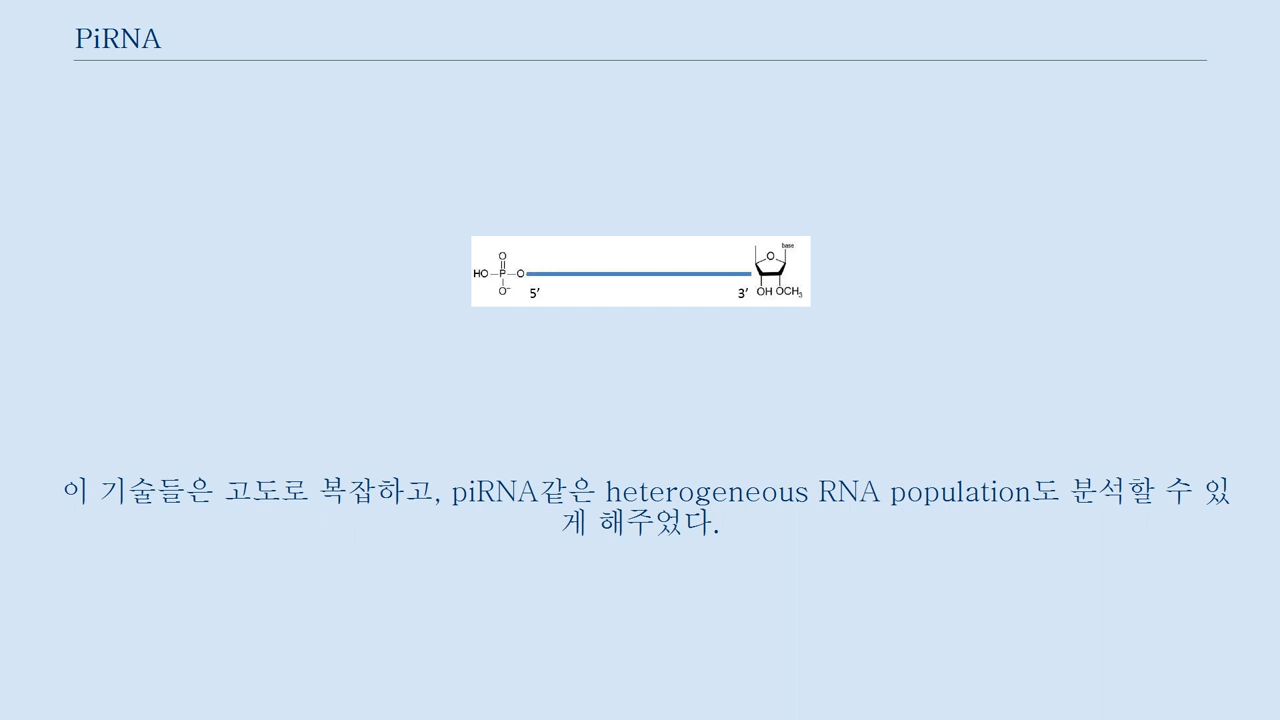 PiRNA
base
O
O
HO P O
O⁻
5′ 3′ OH OCH₃
이 기술들은 고도로 복잡하고, piRNA같은 heterogeneous RNA population도 분석할 수 있
게 해주었다.